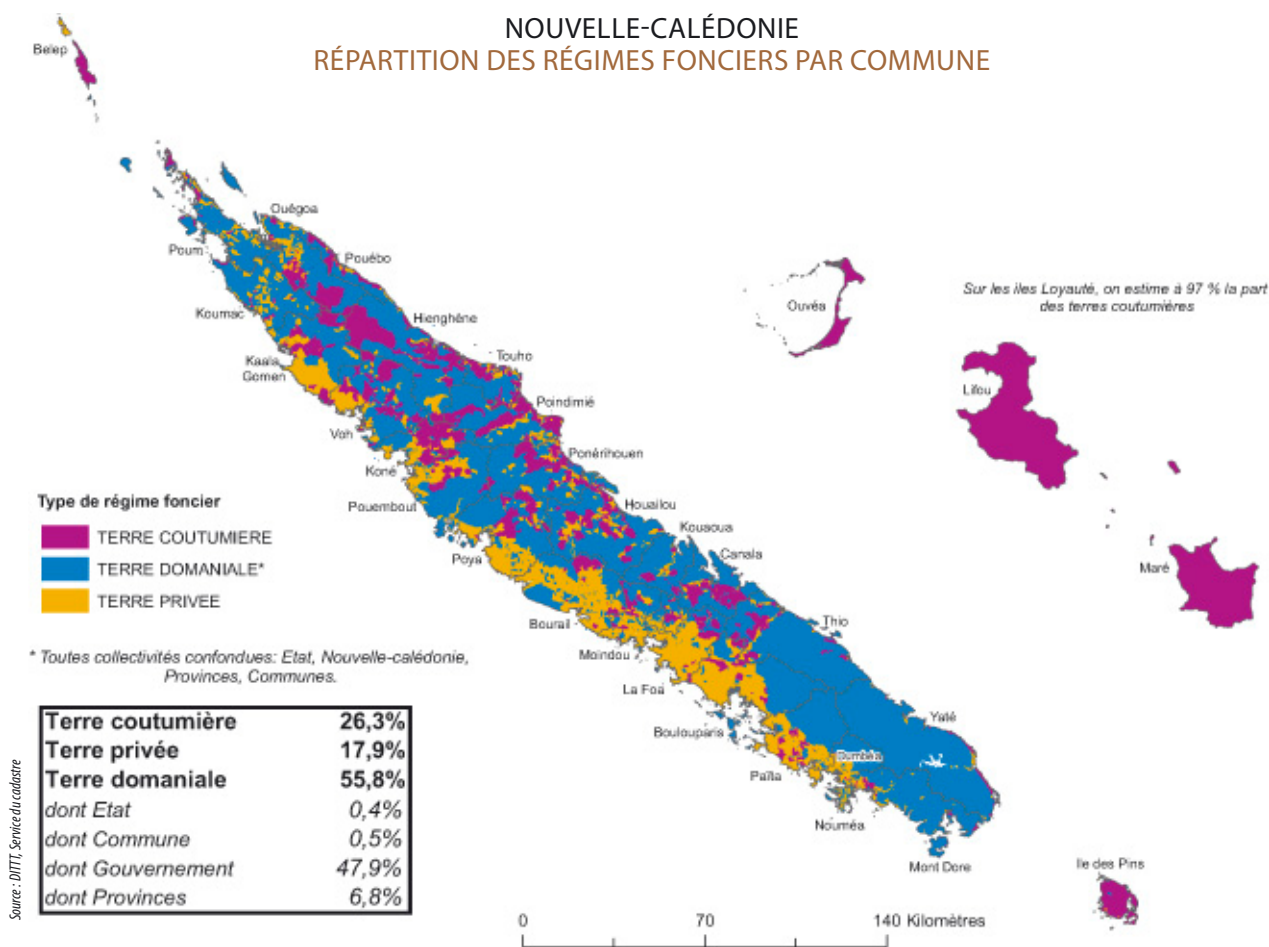 NOUVELLE-CALÉDONIE
RÉPARTITION DES RÉGIMES FONCIERS PAR COMMUNE
Belep
Ouégoa
Poum
Pouébo
Koumac
Hienghène
Kaala
Gomen
Touho
Poindimié
Voh
Ponérihouen
Koné
Pouembout
Houailou
Kouaoua
Poya
Canala
Bourail
Thio
Moindou
La Foa
Yaté
Boulouparis
Dumbéa
Païta
Nouméa
Mont Dore
Ile des Pins
Ouvéa
Sur les iles Loyauté, on estime à 97 % la part
des terres coutumières
Lifou
Maré
Type de régime foncier
TERRE COUTUMIERE
TERRE DOMANIALE*
TERRE PRIVEE
* Toutes collectivités confondues: Etat, Nouvelle-calédonie,
Provinces, Communes.
Terre coutumière 26,3%
Terre privée 17,9%
Terre domaniale 55,8%
dont Etat 0,4%
dont Commune 0,5%
dont Gouvernement 47,9%
dont Provinces 6,8%
Source : DITTT, Service du cadastre
0 70 140 Kilomètres